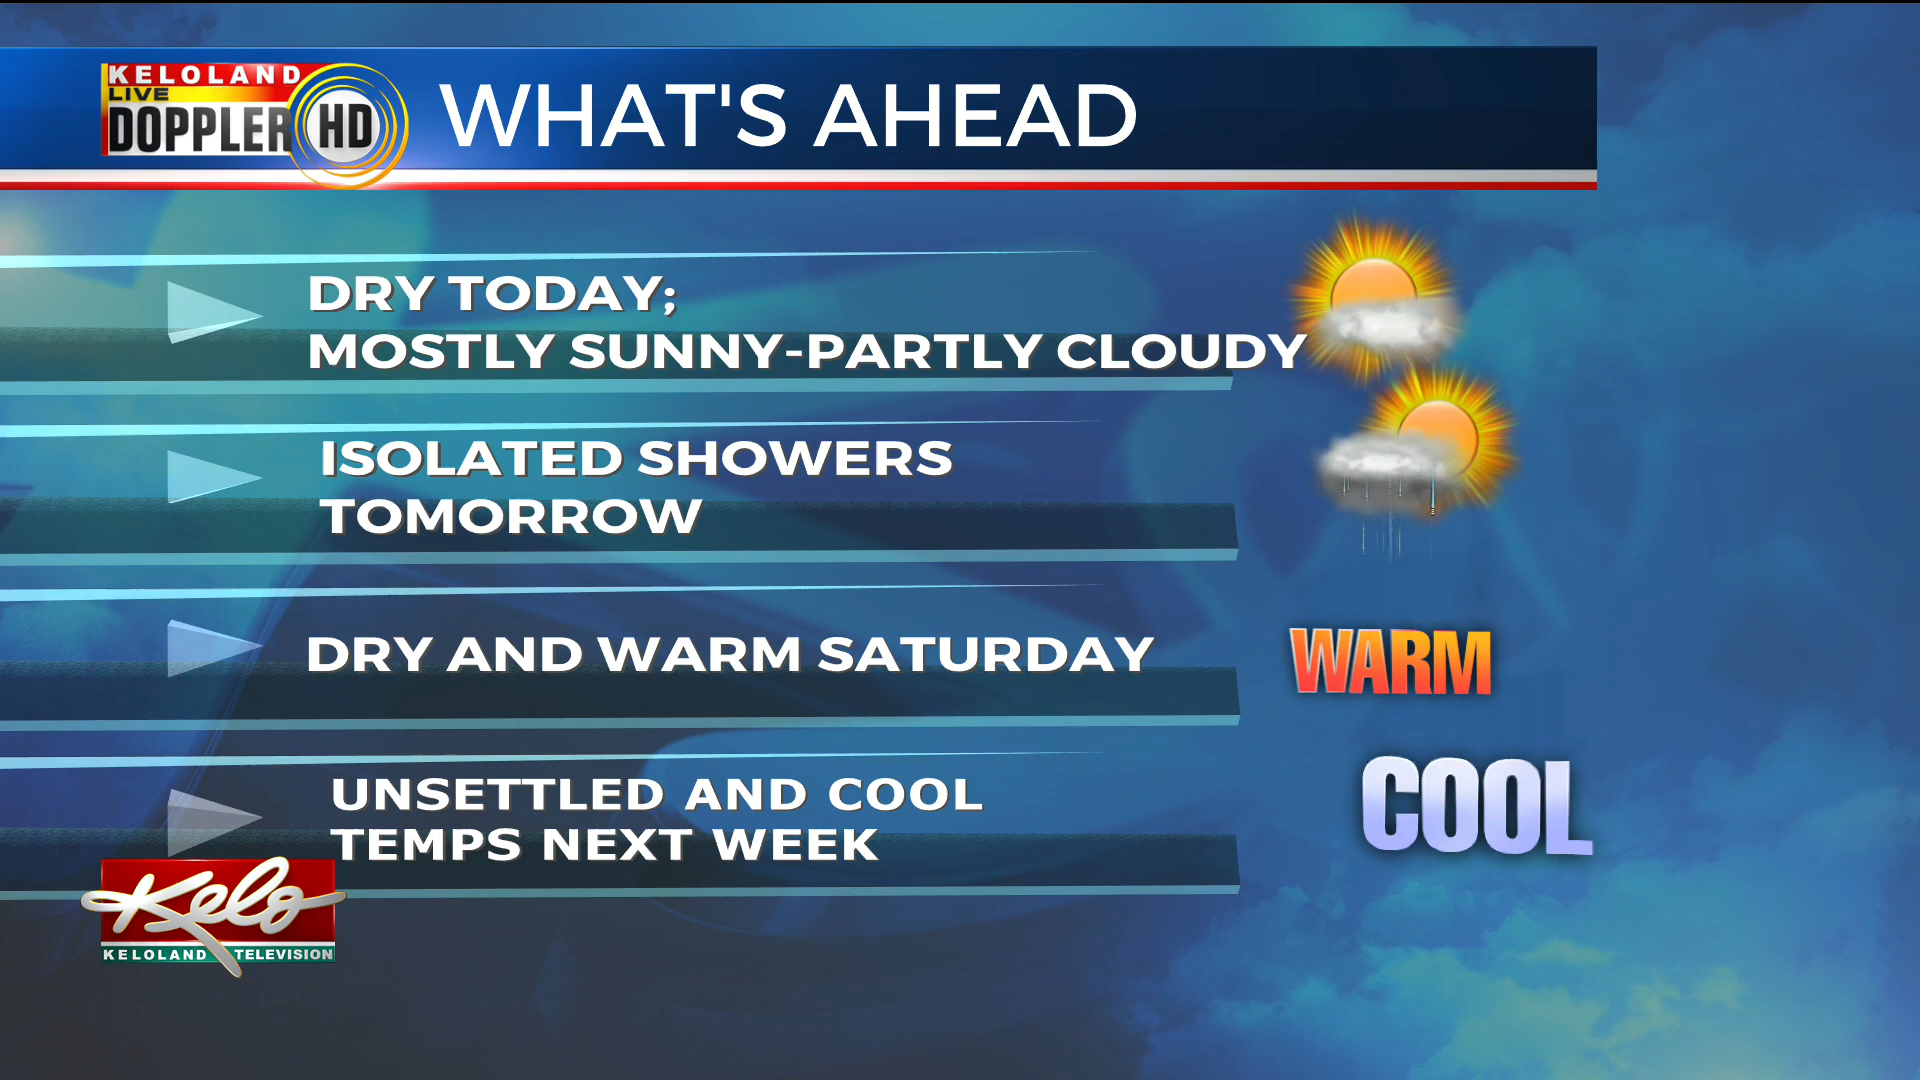 KELOLAND
LIVE
DOPPLER HD
WHAT'S AHEAD
DRY TODAY;
MOSTLY SUNNY-PARTLY CLOUDY
ISOLATED SHOWERS
TOMORROW
DRY AND WARM SATURDAY
WARM
UNSETTLED AND COOL
TEMPS NEXT WEEK
COOL
Kelo
KELOLAND TELEVISION